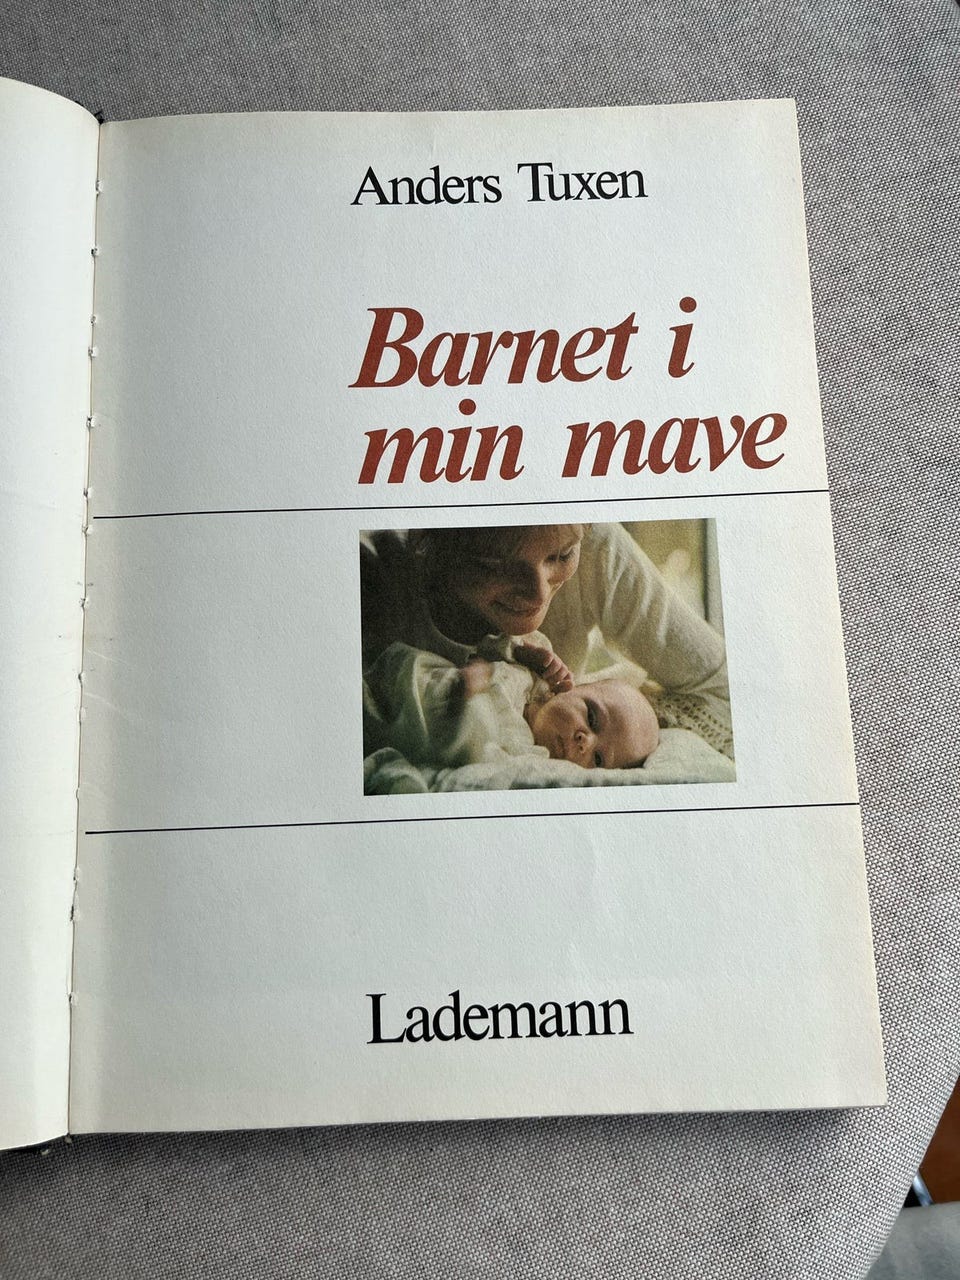 Anders Tuxen
Barnet i
min mave
Lademann